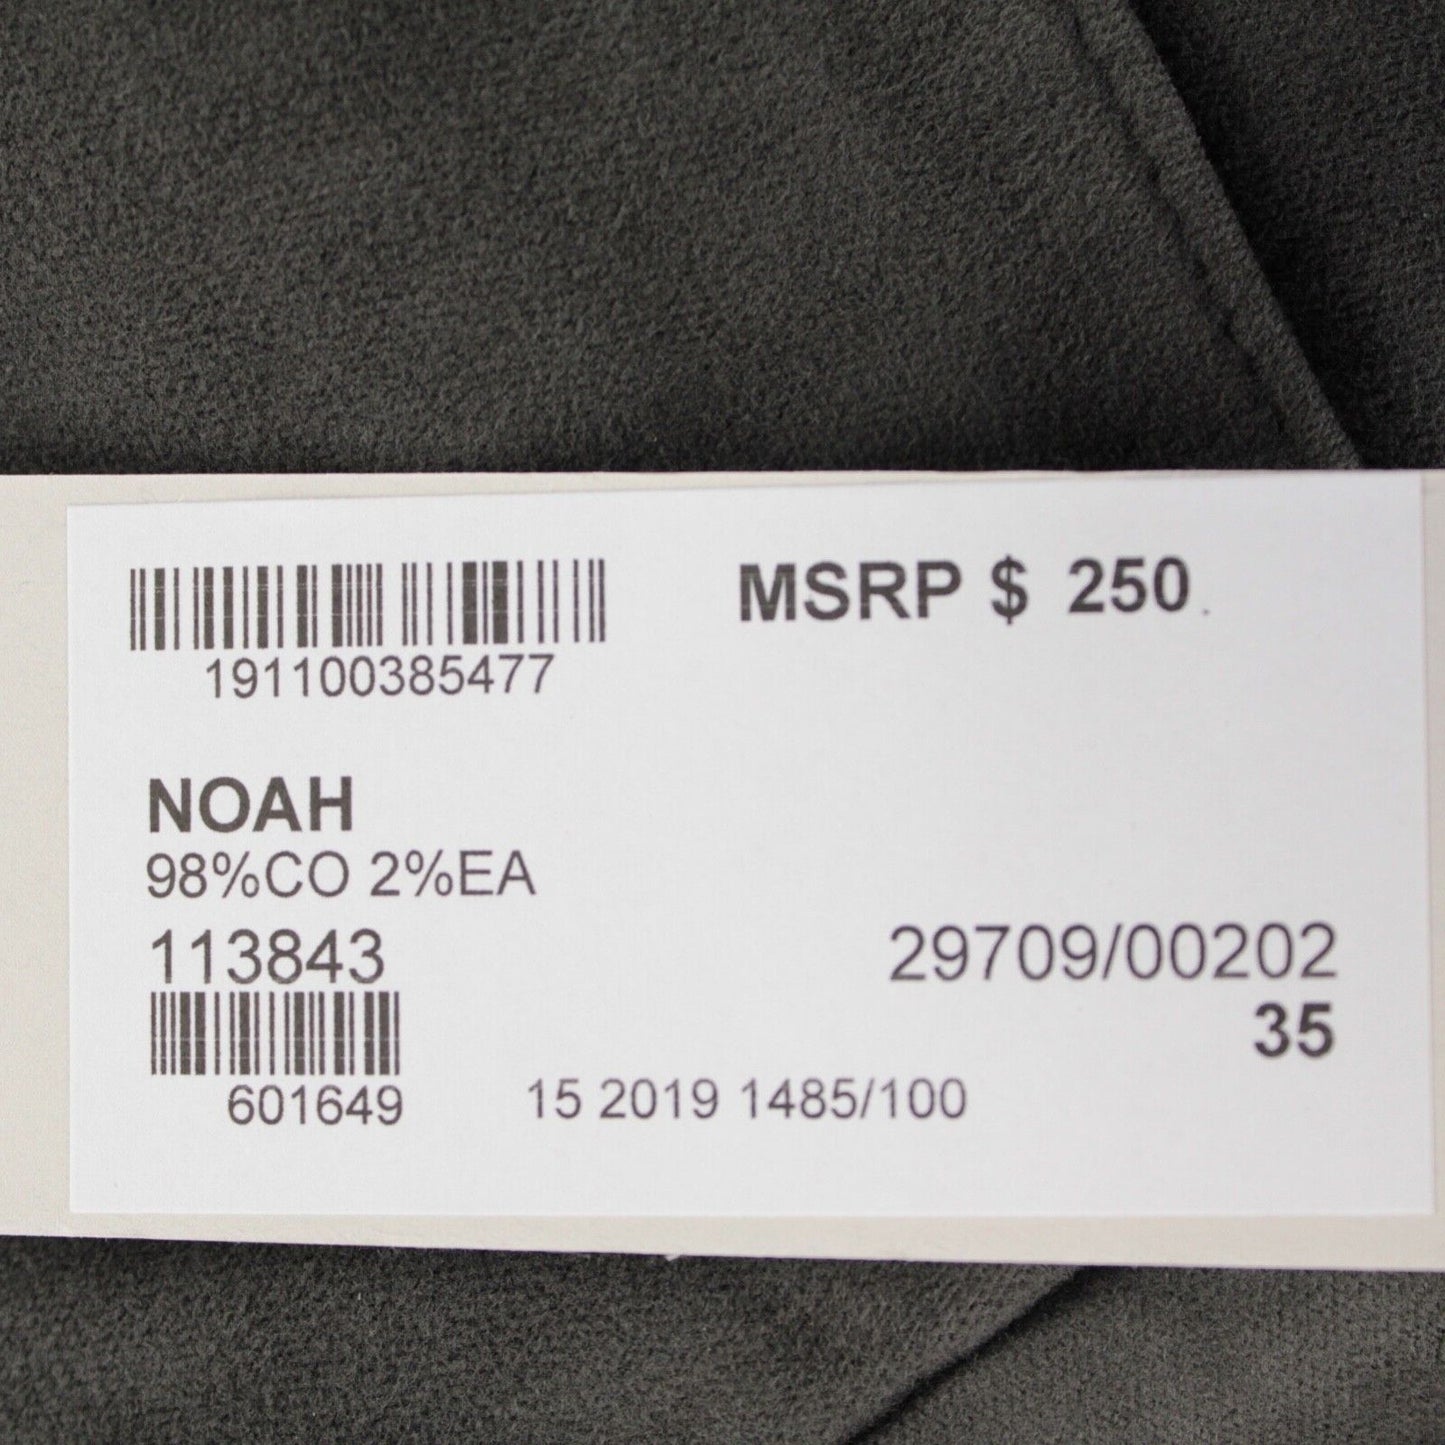 191100385477
MSRP $ 250.
NOAH
98%CO 2%EA
113843
29709/00202
35
601649
15 2019 1485/100